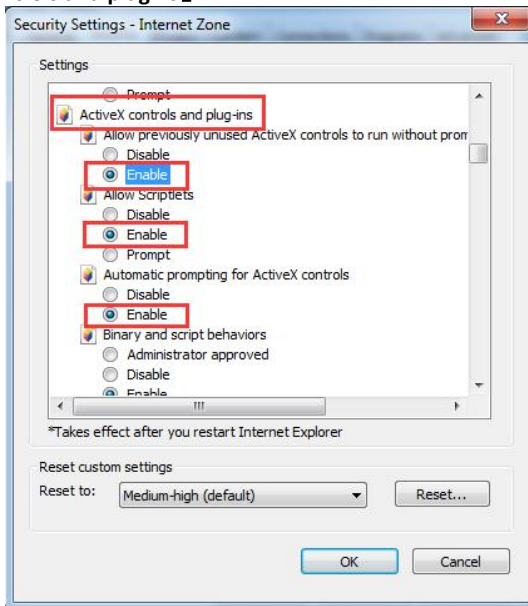 Security Settings - Internet Zone
Settings
Prompt
ActiveX controls and plug-ins
Allow previously unused ActiveX controls to run without prom
Disable
Enable
Allow Scriptlets
Disable
Enable
Prompt
Automatic prompting for ActiveX controls
Disable
Enable
Binary and script behaviors
Administrator approved
Disable
Enable
*Takes effect after you restart Internet Explorer
Reset custom settings
Reset to: Medium-high (default) Reset...
OK Cancel